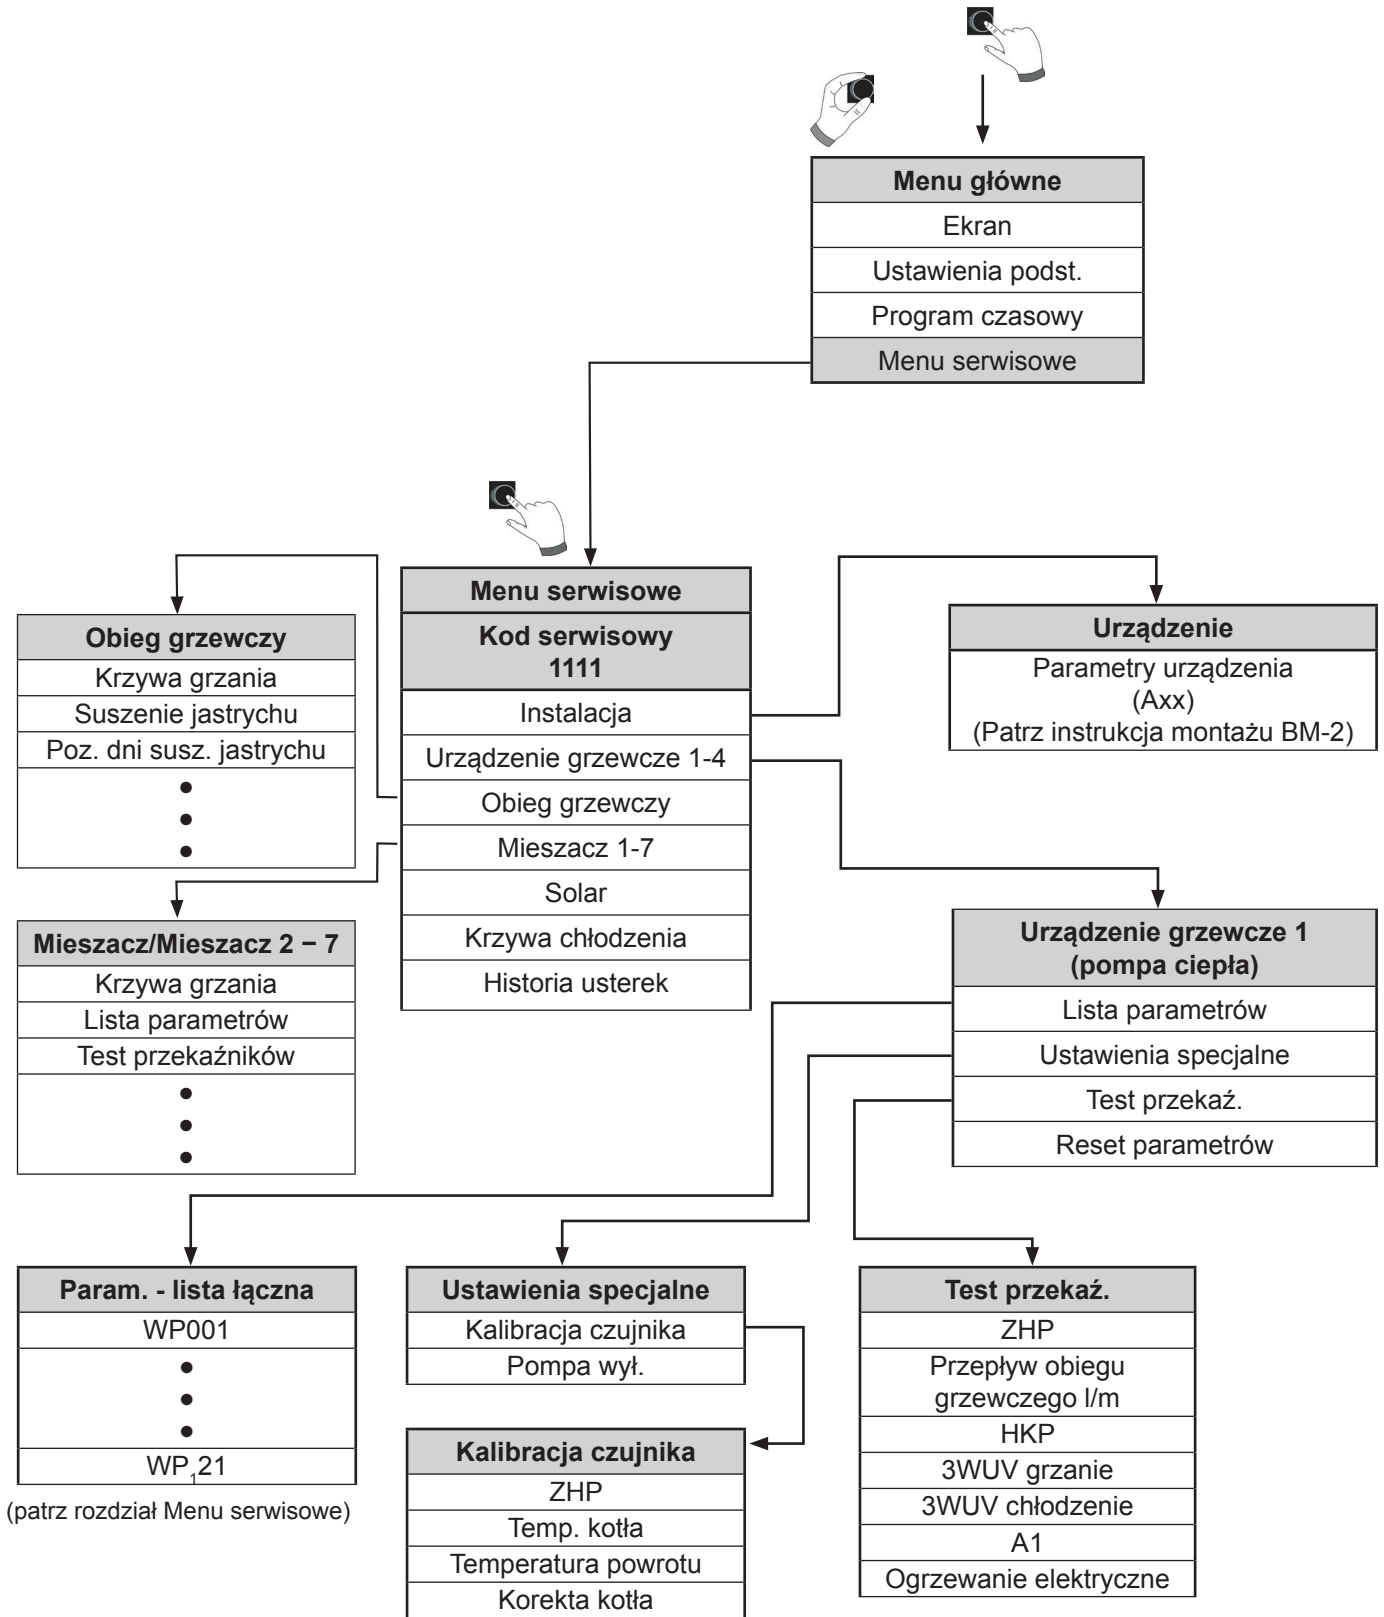 Menu główne
Ekran
Ustawienia podst.
Program czasowy
Menu serwisowe
Menu serwisowe
Kod serwisowy
1111
Instalacja
Urządzenie grzewcze 1-4
Obieg grzewczy
Mieszacz 1-7
Solar
Krzywa chłodzenia
Historia usterek
Obieg grzewczy
Krzywa grzania
Suszenie jastrychu
Poz. dni susz. jastrychu
●
●
●
Mieszacz/Mieszacz 2 − 7
Krzywa grzania
Lista parametrów
Test przekaźników
●
●
●
Urządzenie
Parametry urządzenia
(Axx)
(Patrz instrukcja montażu BM-2)
Urządzenie grzewcze 1
(pompa ciepła)
Lista parametrów
Ustawienia specjalne
Test przekaź.
Reset parametrów
Param. - lista łączna
WP001
●
●
●
WP121
(patrz rozdział Menu serwisowe)
Ustawienia specjalne
Kalibracja czujnika
Pompa wył.
Kalibracja czujnika
ZHP
Temp. kotła
Temperatura powrotu
Korekta kotła
Test przekaź.
ZHP
Przepływ obiegu
grzewczego l/m
HKP
3WUV grzanie
3WUV chłodzenie
A1
Ogrzewanie elektryczne